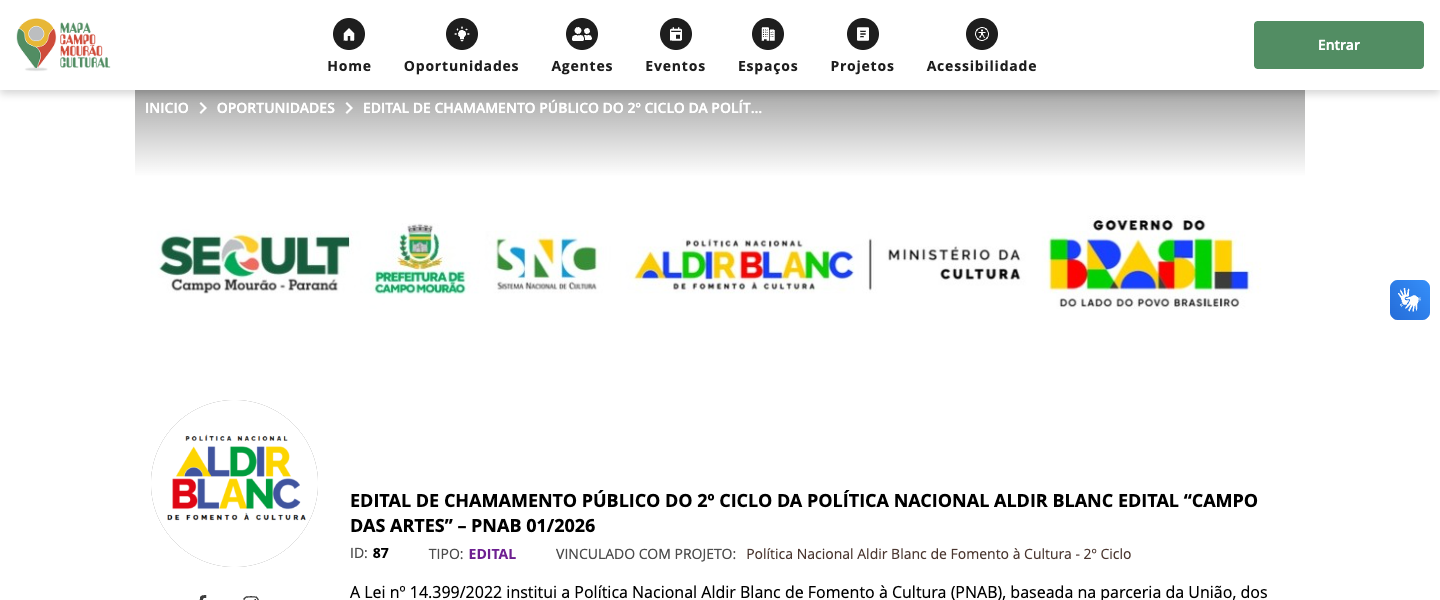 MAPA
CAMPO
MOURÃO
CULTURAL
Home
Oportunidades
Agentes
Eventos
Espaços
Projetos
Acessibilidade
Entrar
INICIO
OPORTUNIDADES
EDITAL DE CHAMAMENTO PÚBLICO DO 2º CICLO DA POLÍT...
SECULT
Campo Mourão - Paraná
PREFEITURA DE
CAMPO MOURÃO
SNC
SISTEMA NACIONAL DE CULTURA
POLÍTICA NACIONAL
ALDIR BLANC
DE FOMENTO À CULTURA
MINISTÉRIO DA
CULTURA
GOVERNO DO
BRASIL
DO LADO DO POVO BRASILEIRO
POLÍTICA NACIONAL
ALDIR
BLANC
DE FOMENTO À CULTURA
EDITAL DE CHAMAMENTO PÚBLICO DO 2º CICLO DA POLÍTICA NACIONAL ALDIR BLANC EDITAL “CAMPO
DAS ARTES” – PNAB 01/2026
ID: 87 TIPO: EDITAL VINCULADO COM PROJETO: Política Nacional Aldir Blanc de Fomento à Cultura - 2° Ciclo
A Lei nº 14.399/2022 institui a Política Nacional Aldir Blanc de Fomento à Cultura (PNAB), baseada na parceria da União, dos